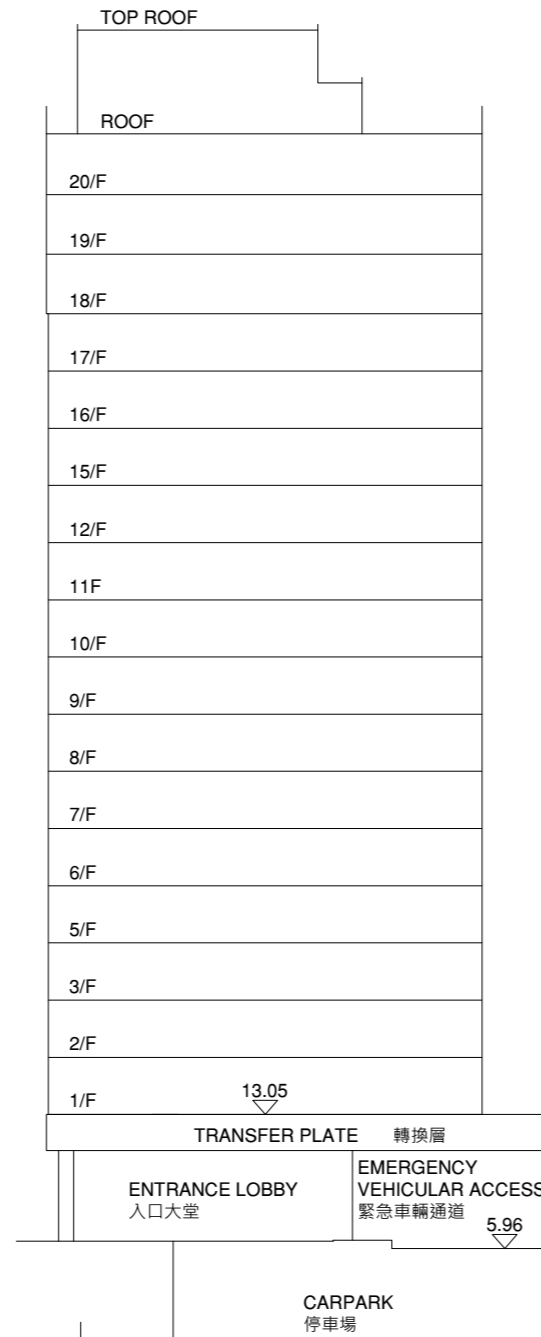 TOP ROOF
ROOF
20/F
19/F
18/F
17/F
16/F
15/F
12/F
11F
10/F
9/F
8/F
7/F
6/F
5/F
3/F
2/F
1/F
13.05
TRANSFER PLATE 轉換層
ENTRANCE LOBBY
入口大堂
EMERGENCY
VEHICULAR ACCESS
緊急車輛通道
5.96
CARPARK
停車場